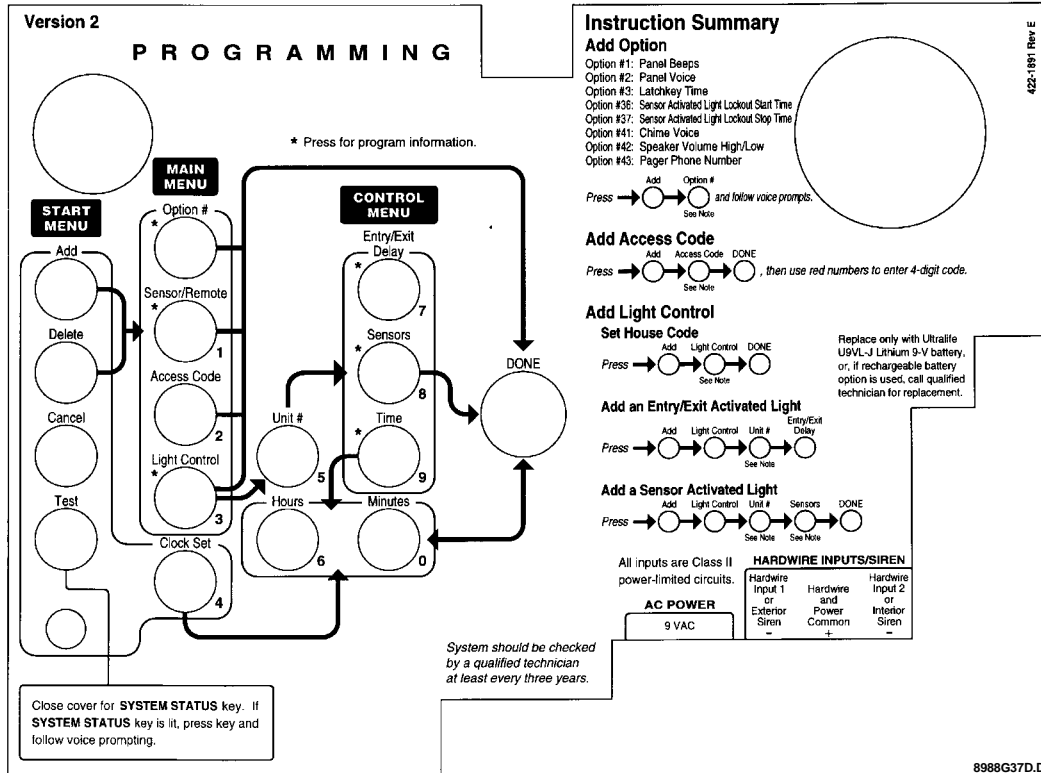 Version 2
PROGRAMMING
* Press for program information.
START
MENU
Add
Delete
Cancel
Test
MAIN
MENU
Option #
*
Sensor/Remote
*
1
Access Code
2
Light Control
*
3
Clock Set
4
Unit #
5
CONTROL
MENU
Entry/Exit
Delay
*
7
Sensors
*
8
Time
*
9
Hours
6
Minutes
0
DONE
Close cover for SYSTEM STATUS key. If
SYSTEM STATUS key is lit, press key and
follow voice prompting.
Instruction Summary
Add Option
Option #1: Panel Beeps
Option #2: Panel Voice
Option #3: Latchkey Time
Option #36: Sensor Activated Light Lockout Start Time
Option #37: Sensor Activated Light Lockout Stop Time
Option #41: Chime Voice
Option #42: Speaker Volume High/Low
Option #43: Pager Phone Number
Add Option #
Press and follow voice prompts.
See Note
Add Access Code
Add Access Code DONE
Press , then use red numbers to enter 4-digit code.
See Note
Add Light Control
Set House Code
Add Light Control DONE
Press
See Note
Add an Entry/Exit Activated Light
Add Light Control Unit # Entry/Exit
Delay
Press
See Note
Add a Sensor Activated Light
Add Light Control Unit # Sensors DONE
Press
See Note See Note
Replace only with Ultralife
U9VL-J Lithium 9-V battery,
or, if rechargeable battery
option is used, call qualified
technician for replacement.
All inputs are Class II
power-limited circuits.
AC POWER
9 VAC
HARDWIRE INPUTS/SIREN
Hardwire
Input 1
or
Exterior
Siren
–
Hardwire
and
Power
Common
+
Hardwire
Input 2
or
Interior
Siren
–
System should be checked
by a qualified technician
at least every three years.
422-1891 Rev E
8988G37D.D